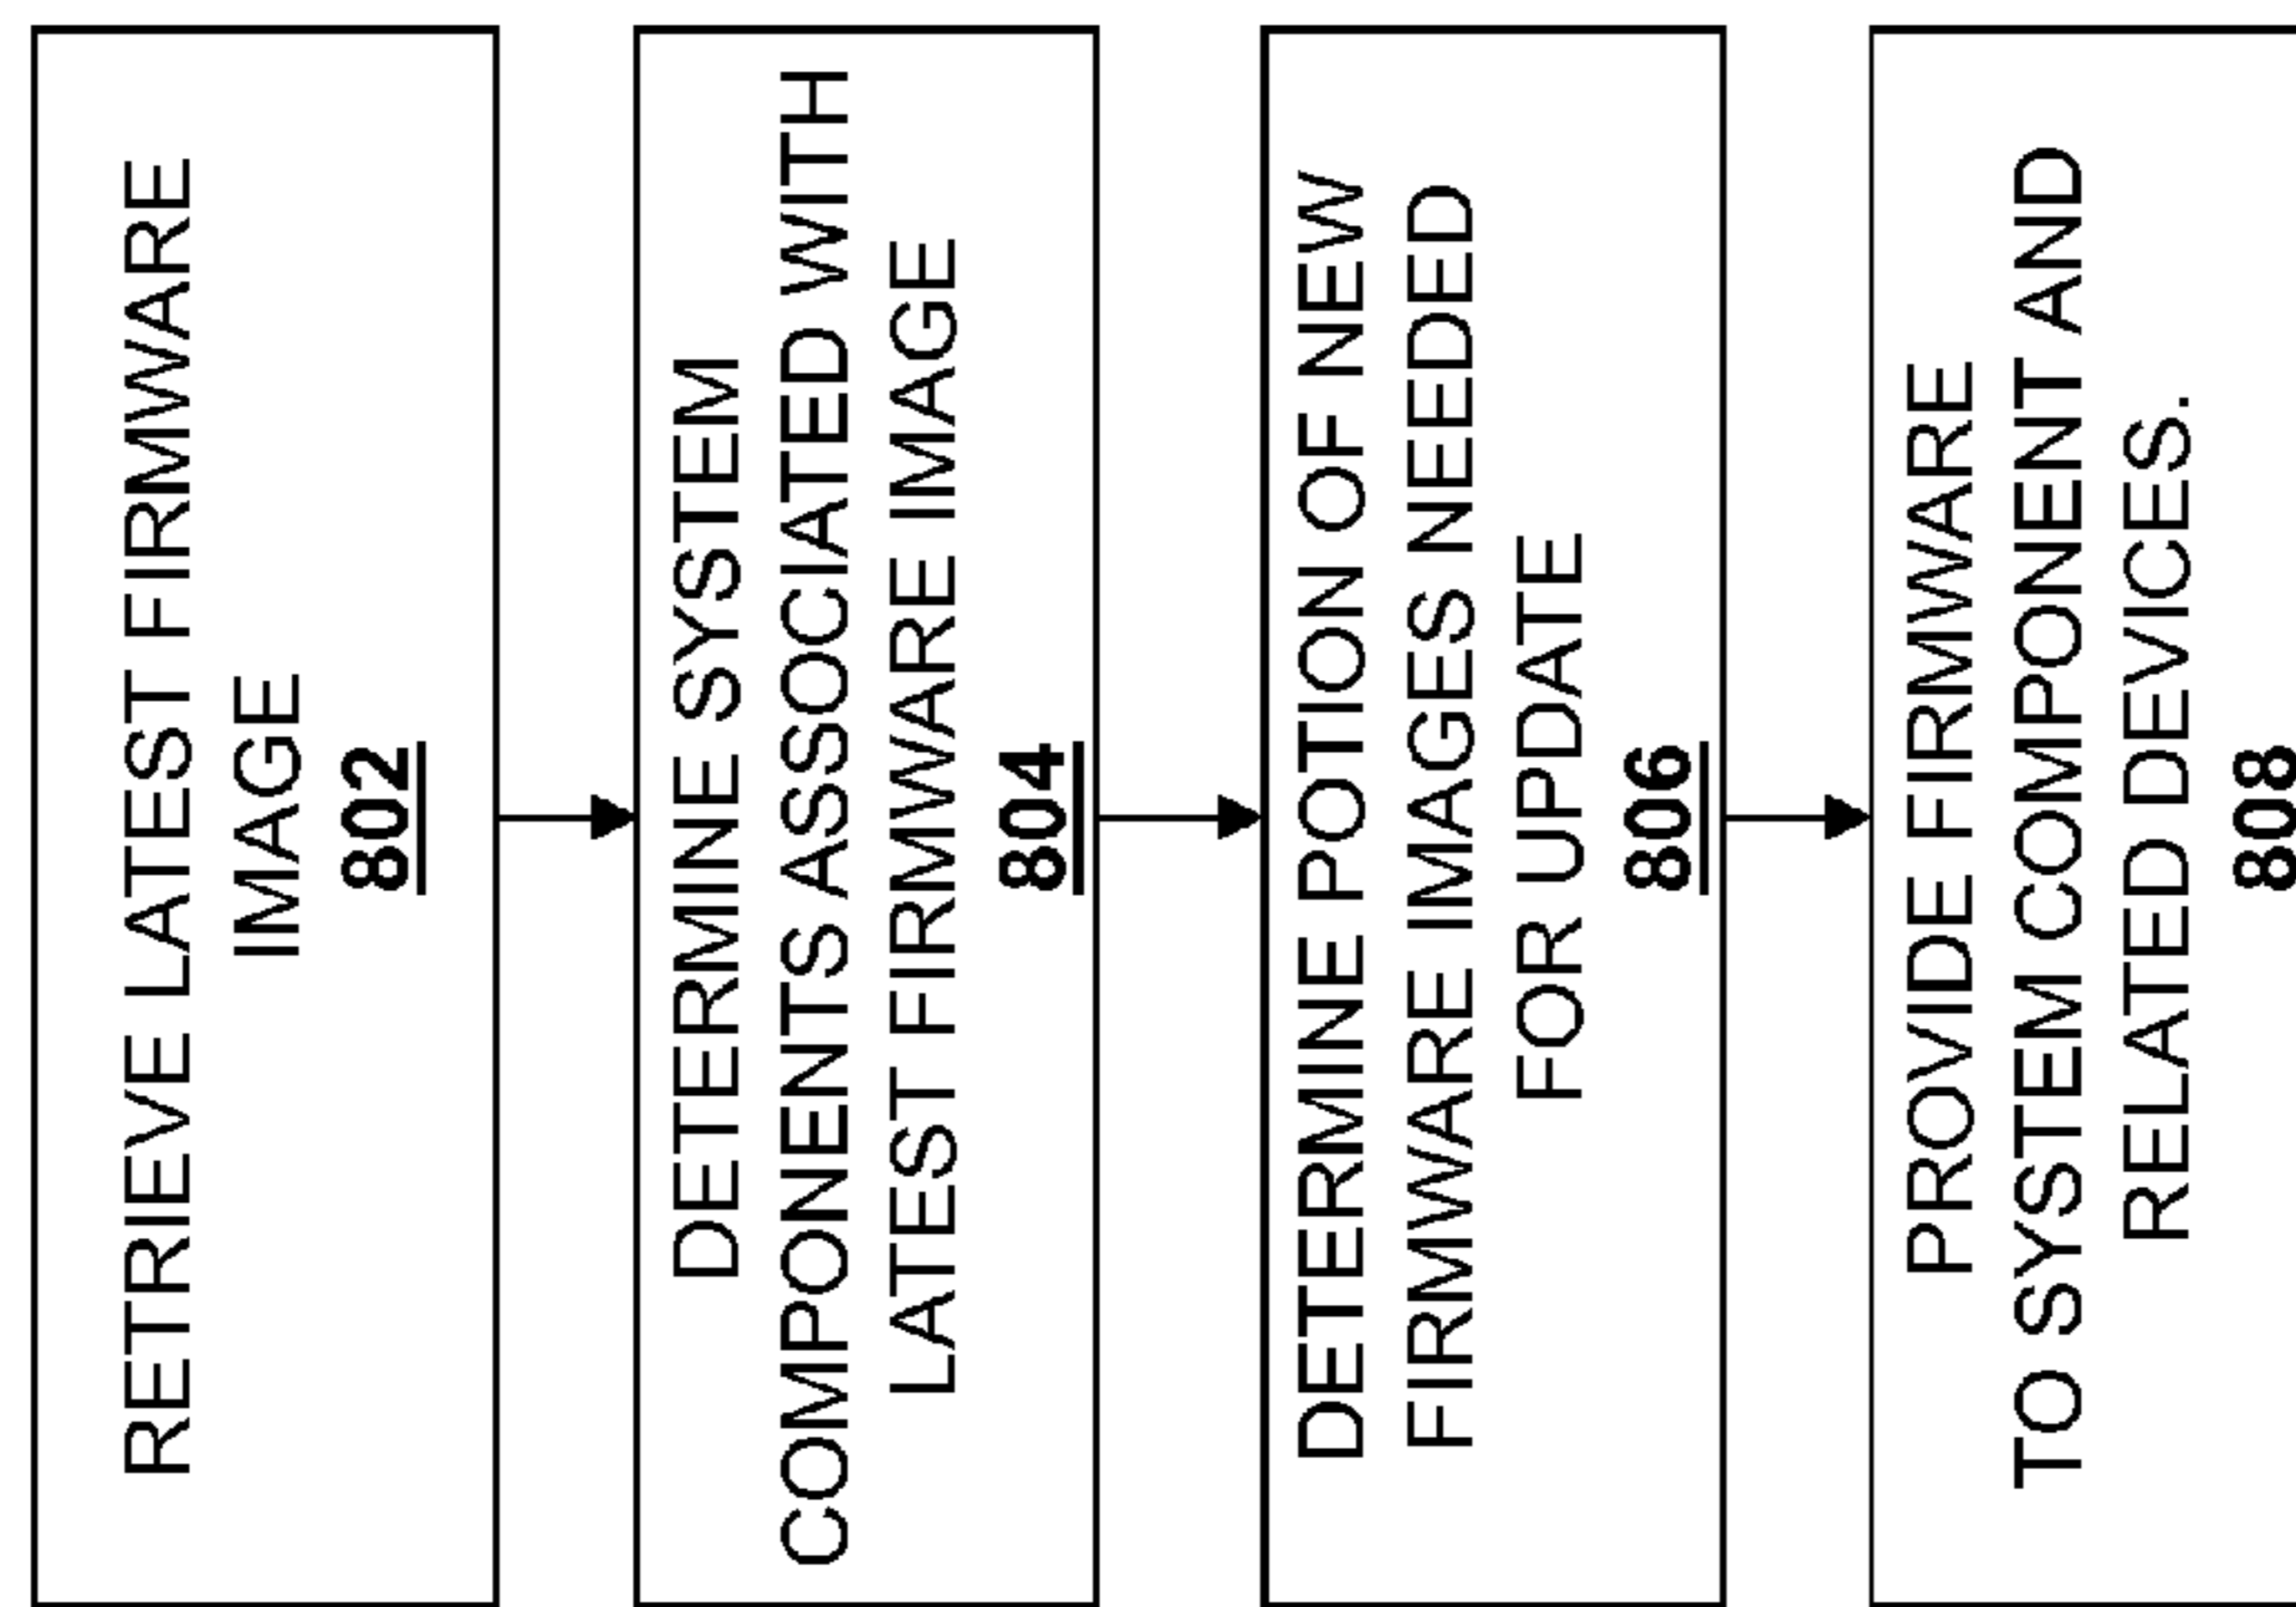 RETRIEVE LATEST FIRMWARE
IMAGE
802
DETERMINE SYSTEM
COMPONENTS ASSOCIATED WITH
LATEST FIRMWARE IMAGE
804
DETERMINE POTION OF NEW
FIRMWARE IMAGES NEEDED
FOR UPDATE
806
PROVIDE FIRMWARE
TO SYSTEM COMPONENT AND
RELATED DEVICES.
808